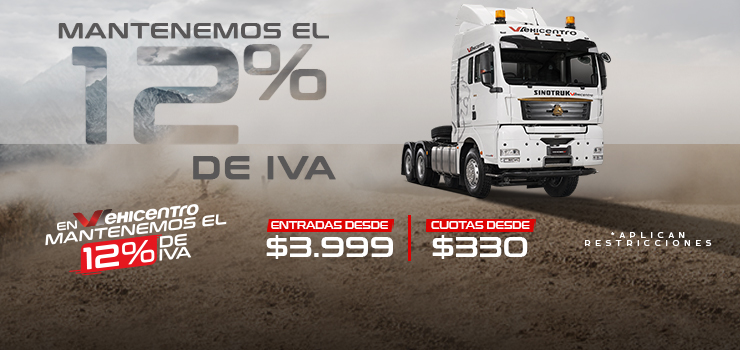 MANTENEMOS EL
12%
DE IVA
VEHICENTRO
SINOTRUK VEHICENTRO
EN VEHICENTRO
MANTENEMOS EL
12% DE IVA
ENTRADAS DESDE
$3.999
CUOTAS DESDE
$330
*APLICAN
RESTRICCIONES